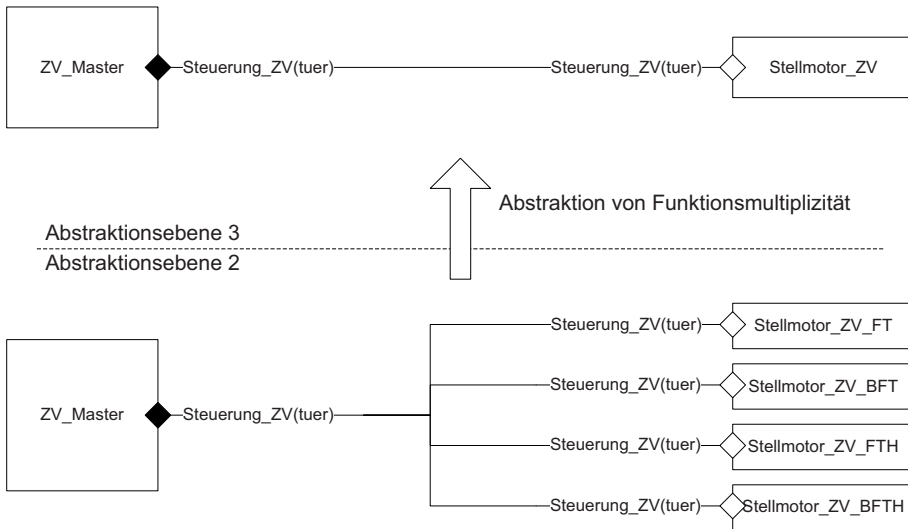 ZV_Master Steuerung_ZV(tuer) Steuerung_ZV(tuer) Stellmotor_ZV
Abstraktion von Funktionsmultiplizität
Abstraktionsebene 3
Abstraktionsebene 2
Steuerung_ZV(tuer) Stellmotor_ZV_FT
Steuerung_ZV(tuer) Stellmotor_ZV_BFT
ZV_Master Steuerung_ZV(tuer)
Steuerung_ZV(tuer) Stellmotor_ZV_FTH
Steuerung_ZV(tuer) Stellmotor_ZV_BFTH